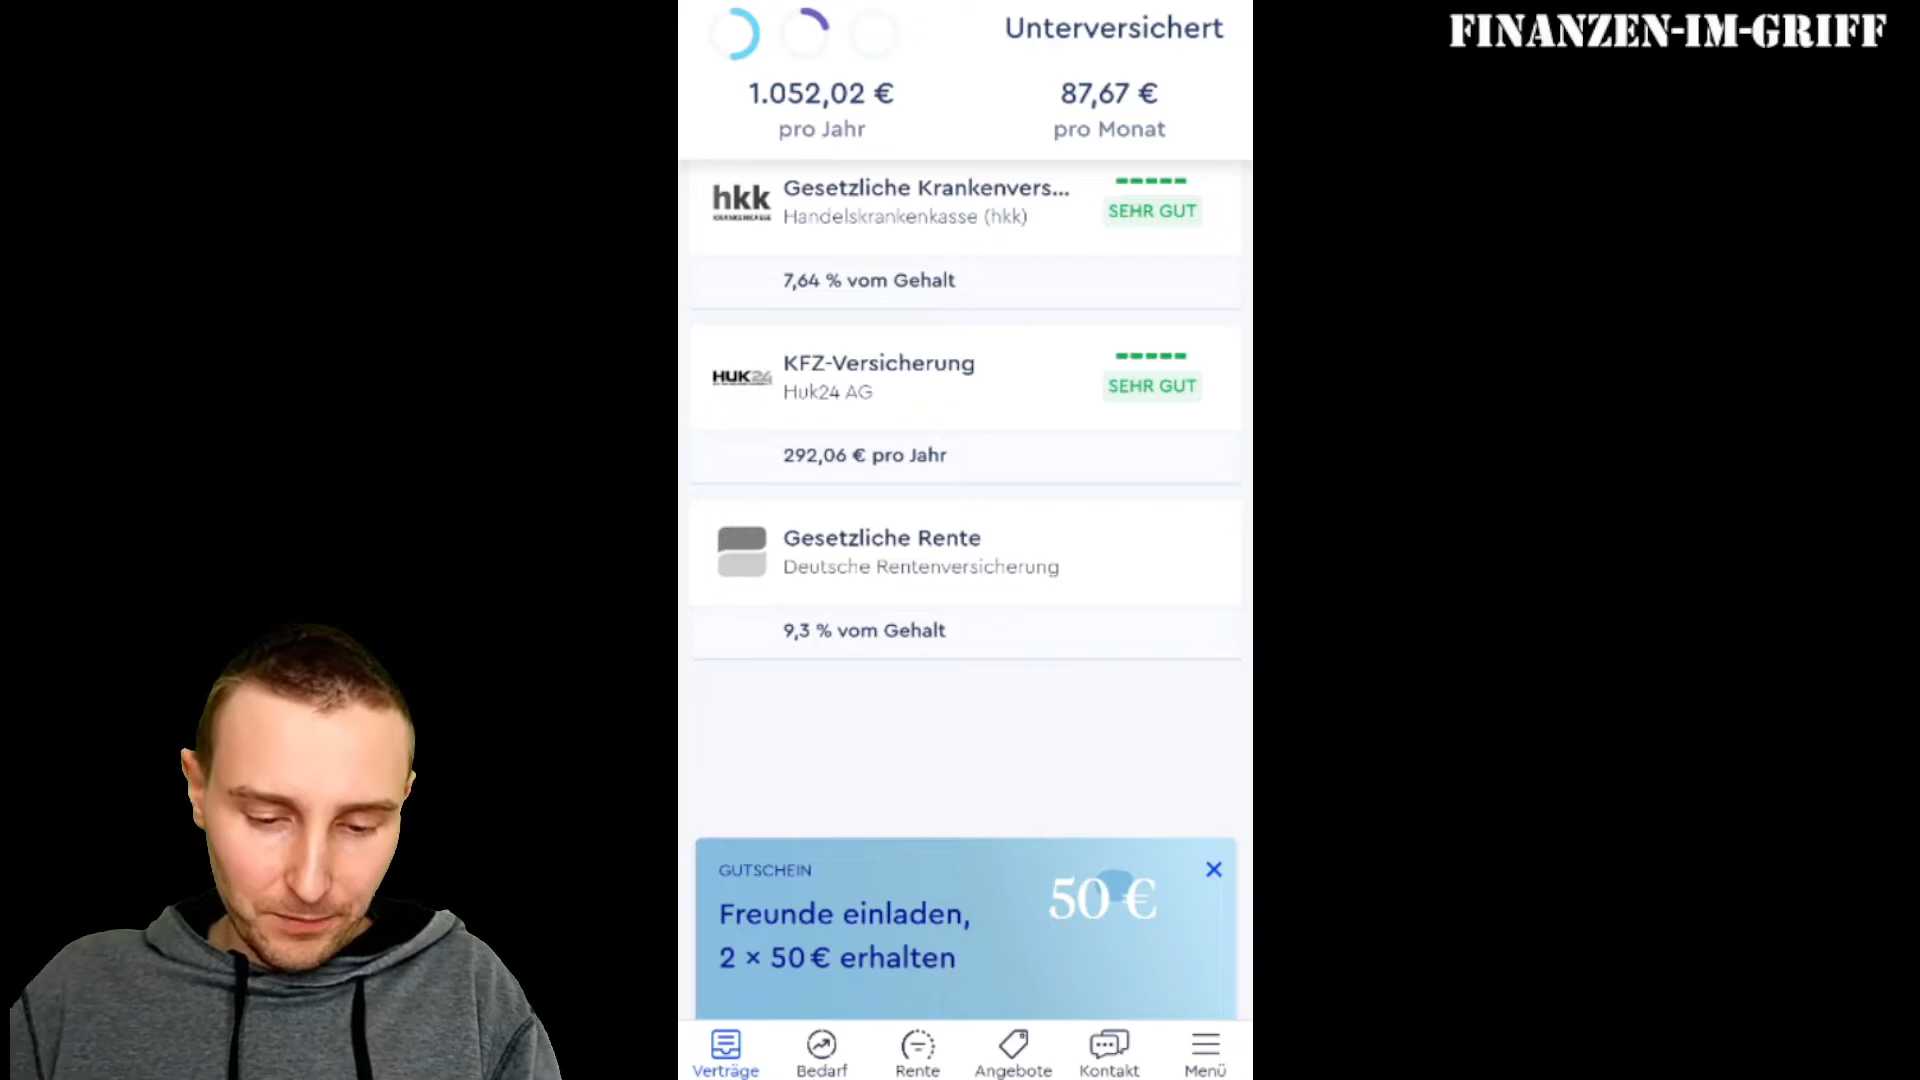 FINANZEN-IM-GRIFF
Unterversichert
1.052,02 € 87,67 €
pro Jahr pro Monat
hkk
KRANKENKASSE
Gesetzliche Krankenvers...
Handelskrankenkasse (hkk)
SEHR GUT
7,64 % vom Gehalt
HUK24
KFZ-Versicherung
Huk24 AG
SEHR GUT
292,06 € pro Jahr
Gesetzliche Rente
Deutsche Rentenversicherung
9,3 % vom Gehalt
GUTSCHEIN
Freunde einladen,
2 × 50 € erhalten
50 €
Verträge Bedarf Rente Angebote Kontakt Menü